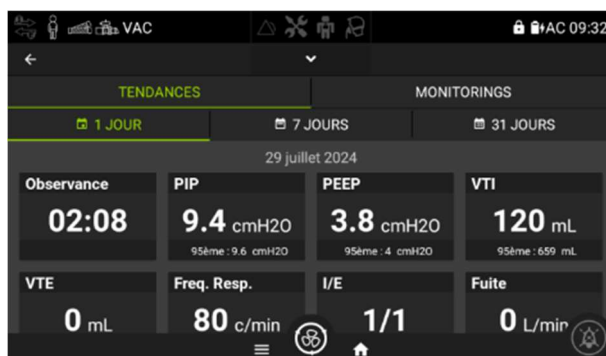 VAC AC 09:32
TENDANCES MONITORINGS
1 JOUR 7 JOURS 31 JOURS
29 juillet 2024
Observance PIP PEEP VTI
02:08 9.4 cmH2O 3.8 cmH2O 120 mL
95ème : 9.6 cmH2O 95ème : 4 cmH2O 95ème : 659 mL
VTE Freq. Resp. I/E Fuite
0 mL 80 c/min 1/1 0 L/min